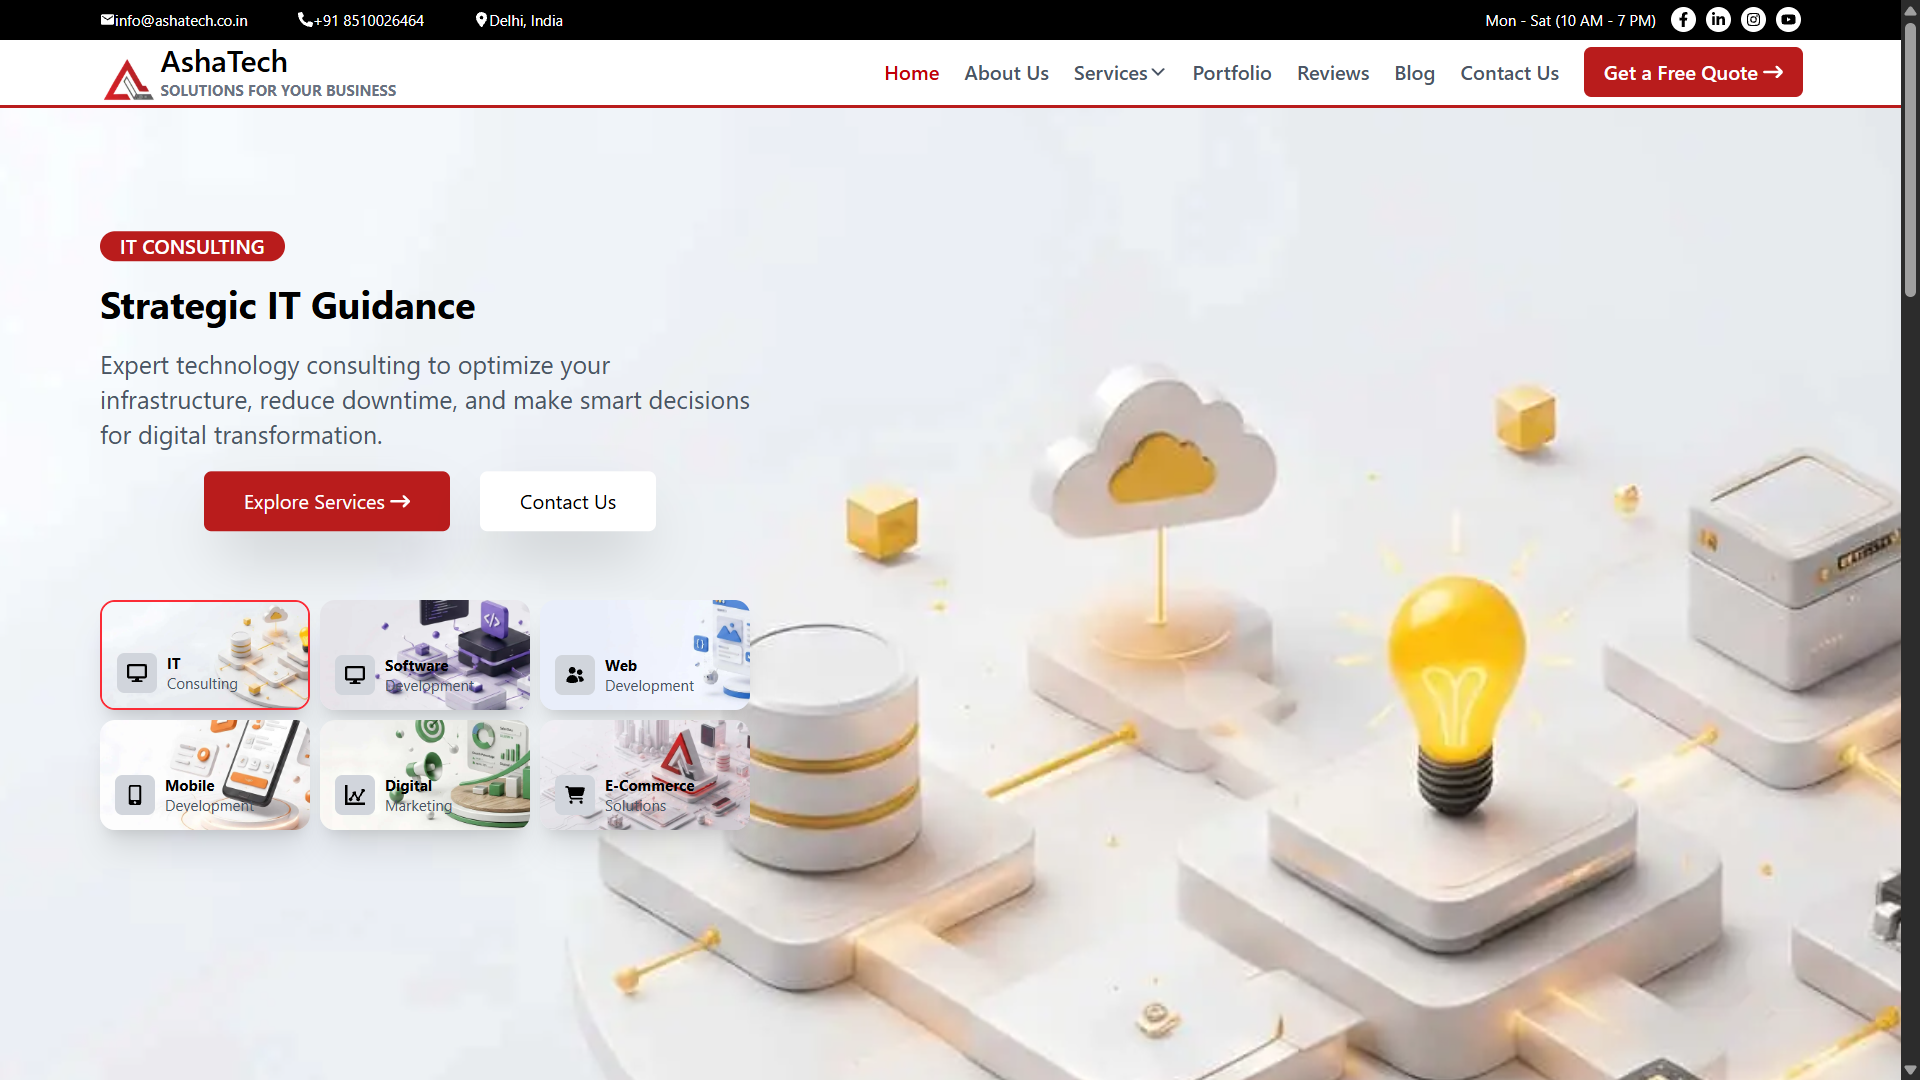 info@ashatech.co.in
+91 8510026464
Delhi, India
Mon - Sat (10 AM - 7 PM)
AshaTech
SOLUTIONS FOR YOUR BUSINESS
Home
About Us
Services
Portfolio
Reviews
Blog
Contact Us
Get a Free Quote
IT CONSULTING
Strategic IT Guidance
Expert technology consulting to optimize your
infrastructure, reduce downtime, and make smart decisions
for digital transformation.
Explore Services
Contact Us
IT
Consulting
Software
Development
Web
Development
Mobile
Development
Digital
Marketing
E-Commerce
Solutions